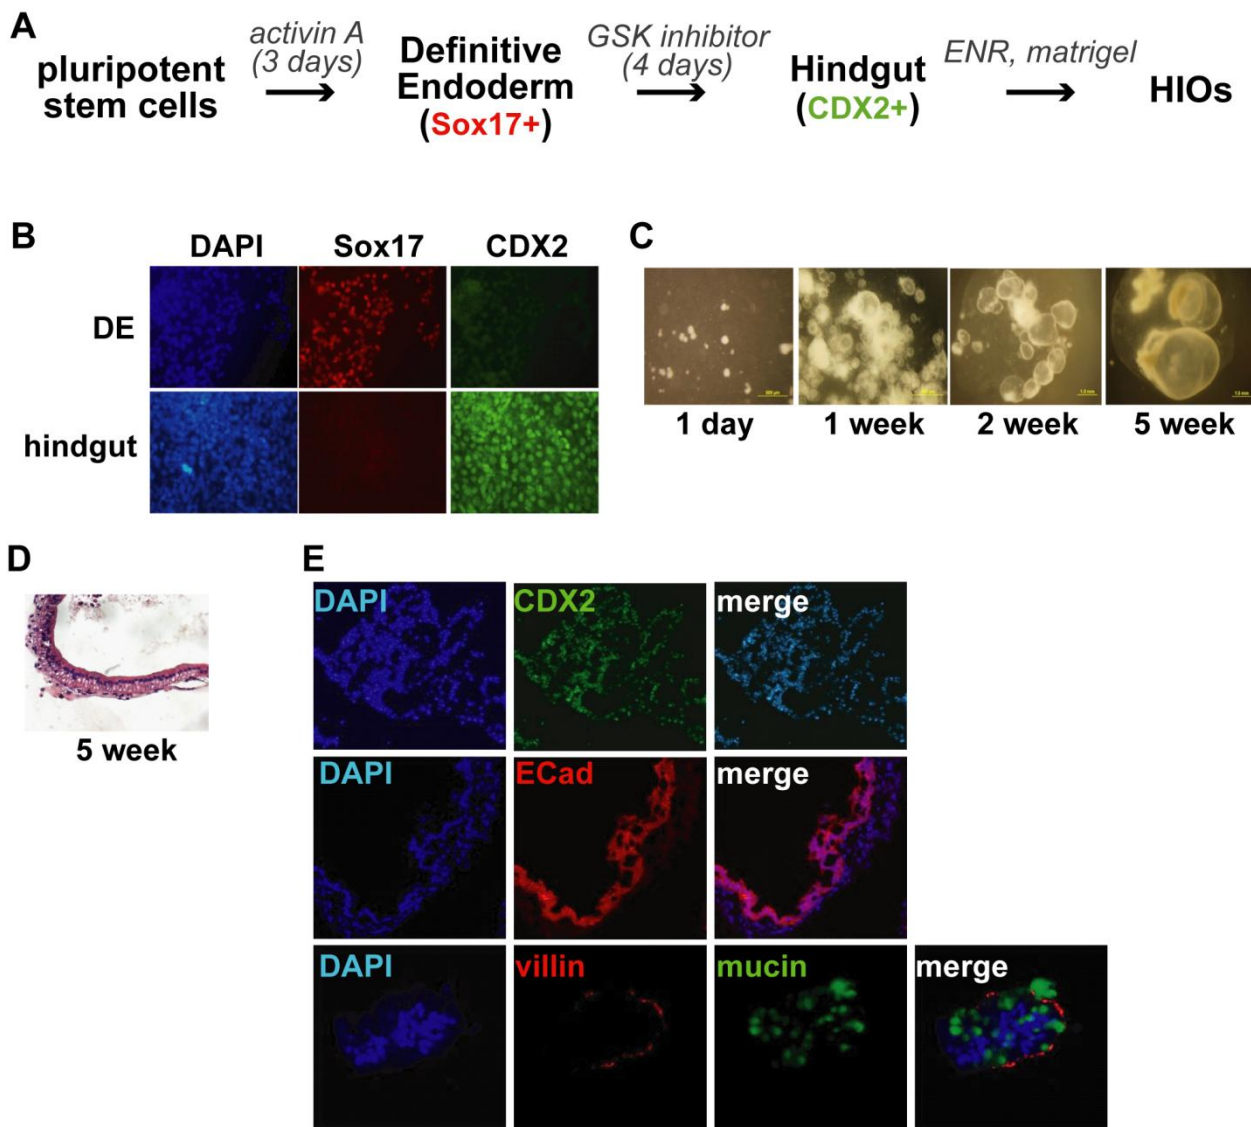 A
pluripotent
stem cells
activin A
(3 days)
Definitive
Endoderm
(Sox17+)
GSK inhibitor
(4 days)
Hindgut
(CDX2+)
ENR, matrigel
HIOs
B
DAPI Sox17 CDX2
DE
hindgut
C
1 day 1 week 2 week 5 week
D
5 week
E
DAPI CDX2 merge
DAPI ECad merge
DAPI villin mucin merge